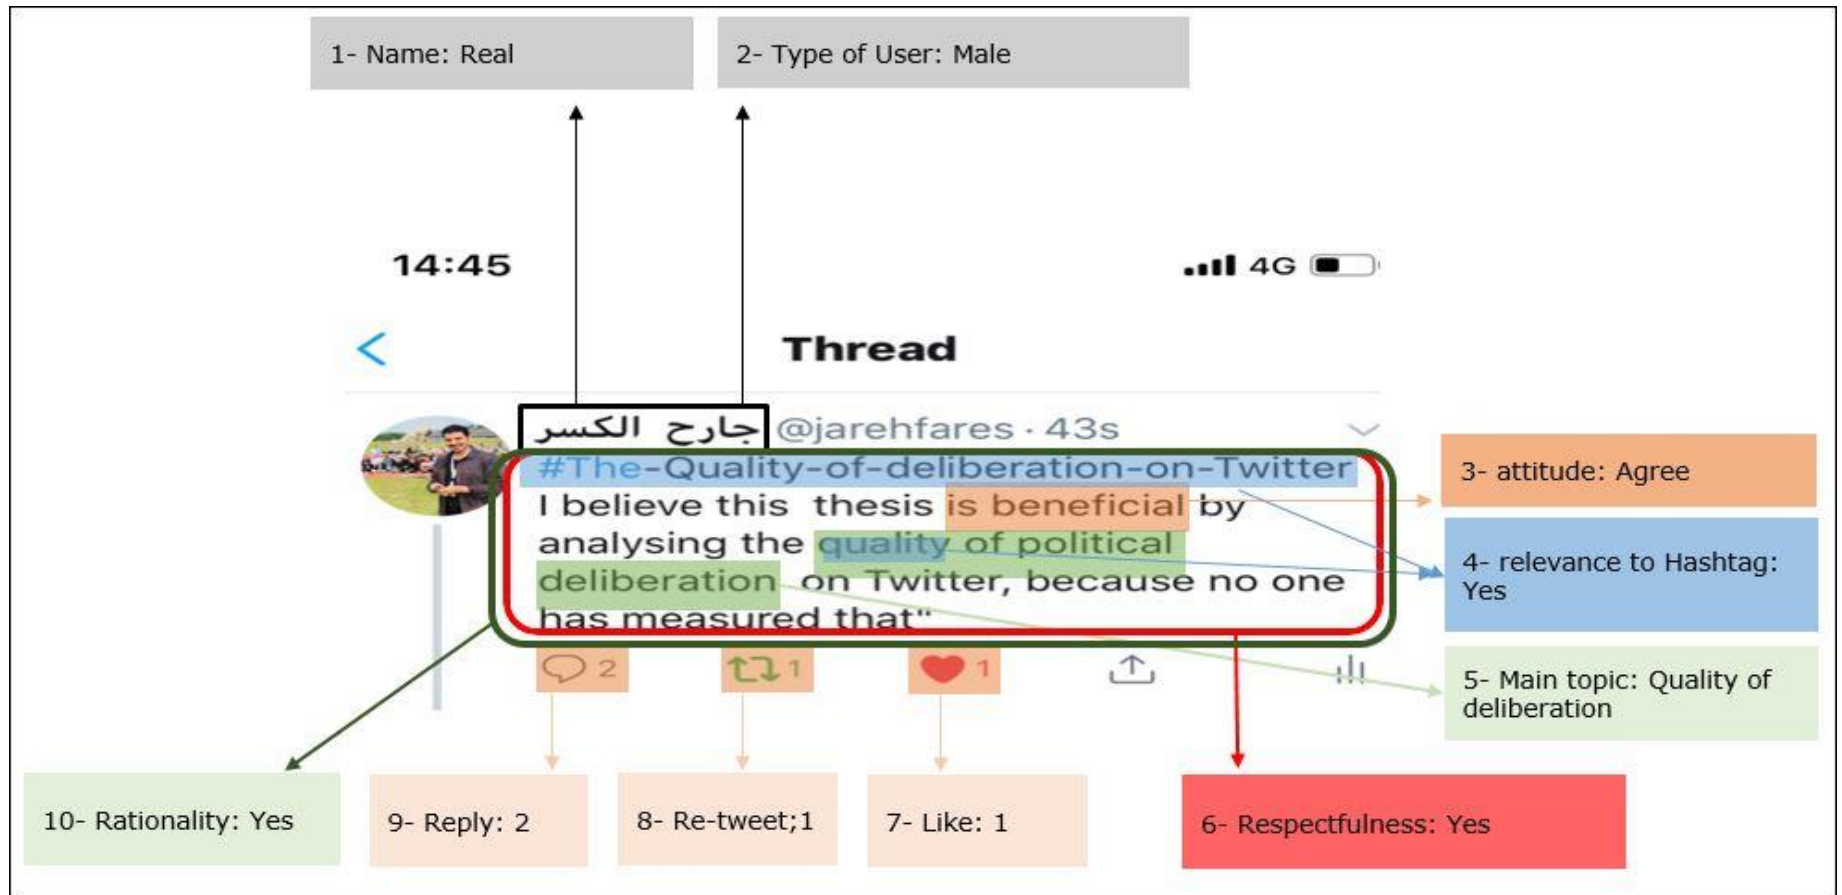 1- Name: Real
2- Type of User: Male
14:45
4G
Thread
جارح الكسر @jarehfares · 43s
#The-Quality-of-deliberation-on-Twitter
I believe this thesis is beneficial by
analysing the quality of political
deliberation on Twitter, because no one
has measured that"
2
1
1
3- attitude: Agree
4- relevance to Hashtag:
Yes
5- Main topic: Quality of
deliberation
10- Rationality: Yes
9- Reply: 2
8- Re-tweet;1
7- Like: 1
6- Respectfulness: Yes